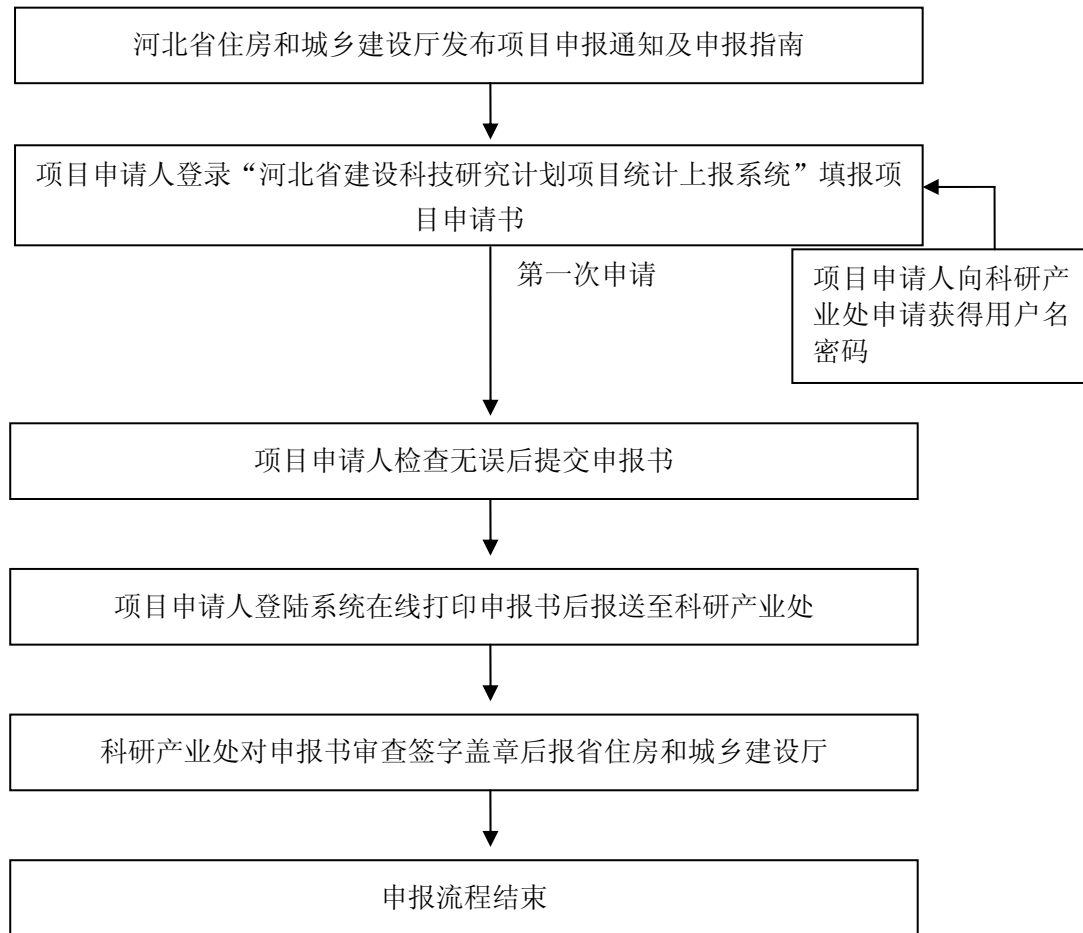 河北省住房和城乡建设厅发布项目申报通知及申报指南
项目申请人登录“河北省建设科技研究计划项目统计上报系统”填报项
目申请书
第一次申请
项目申请人向科研产
业处申请获得用户名
密码
项目申请人检查无误后提交申报书
项目申请人登陆系统在线打印申报书后报送至科研产业处
科研产业处对申报书审查签字盖章后报省住房和城乡建设厅
申报流程结束